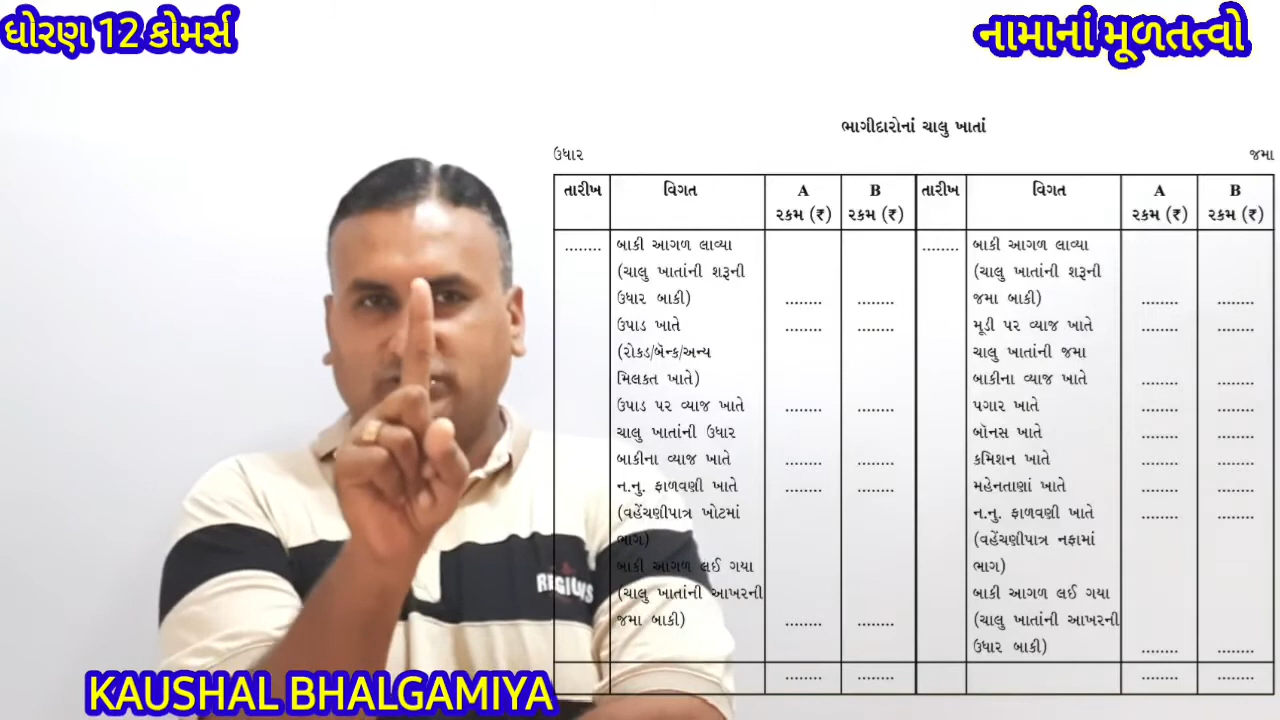 ધોરણ 12 કોમર્સ
નામાનાં મૂળતત્વો
ભાગીદારોનાં ચાલુ ખાતાં
ઉધાર
જમા
તારીખ વિગત A B તારીખ વિગત A B
રકમ (₹) રકમ (₹) રકમ (₹) રકમ (₹)
........ બાકી આગળ લાવ્યા ........ બાકી આગળ લાવ્યા
(ચાલુ ખાતાંની શરૂની (ચાલુ ખાતાંની શરૂની
ઉધાર બાકી) ........ ........ જમા બાકી) ........ ........
ઉપાડ ખાતે ........ ........ મૂડી પર વ્યાજ ખાતે ........ ........
(રોકડ/બૅન્ક/અન્ય ચાલુ ખાતાંની જમા
મિલકત ખાતે) બાકીના વ્યાજ ખાતે ........ ........
ઉપાડ પર વ્યાજ ખાતે ........ ........ પગાર ખાતે ........ ........
ચાલુ ખાતાંની ઉધાર બૉનસ ખાતે ........ ........
બાકીના વ્યાજ ખાતે ........ ........ કમિશન ખાતે ........ ........
ન.નુ. ફાળવણી ખાતે ........ ........ મહેનતાણાં ખાતે ........ ........
(વહેંચણીપાત્ર ખોટમાં ન.નુ. ફાળવણી ખાતે ........ ........
ભાગ) (વહેંચણીપાત્ર નફામાં
બાકી આગળ લઈ ગયા ભાગ)
(ચાલુ ખાતાંની આખરની બાકી આગળ લઈ ગયા
જમા બાકી) ........ ........ (ચાલુ ખાતાંની આખરની
ઉધાર બાકી) ........ ........
........ ........ ........ ........
KAUSHAL BHALGAMIYA